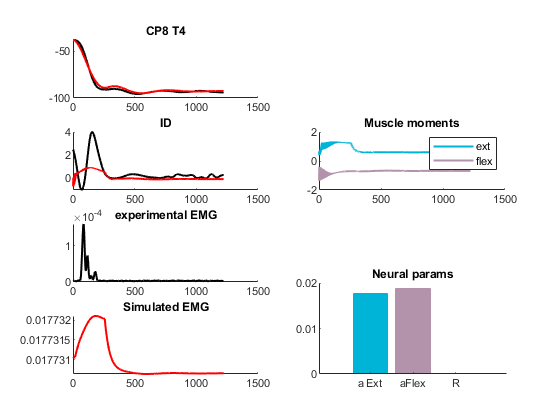 CP8 T4
-50
-100
0 500 1000 1500
ID
4
2
0
0 500 1000 1500
Muscle moments
2
0
-2
ext
flex
0 500 1000 1500
experimental EMG
×10^-4
1
0
0 500 1000 1500
Simulated EMG
0.017732
0.0177315
0.017731
0 500 1000 1500
Neural params
0.02
0.01
0
a Ext aFlex R